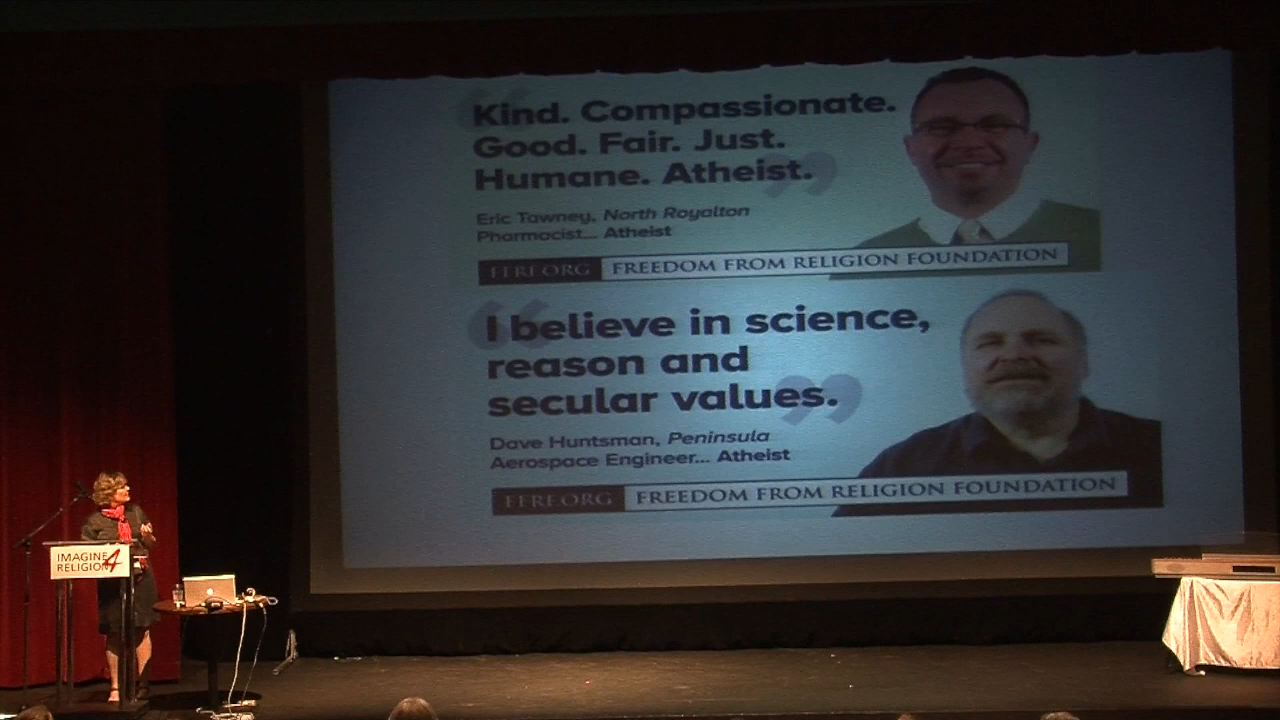 Kind. Compassionate.
Good. Fair. Just.
Humane. Atheist.
Eric Tawney, North Royalton
Pharmacist... Atheist
FFRF.ORG FREEDOM FROM RELIGION FOUNDATION
I believe in science,
reason and
secular values.
Dave Huntsman, Peninsula
Aerospace Engineer... Atheist
FFRF.ORG FREEDOM FROM RELIGION FOUNDATION
IMAGINE
RELIGION 4